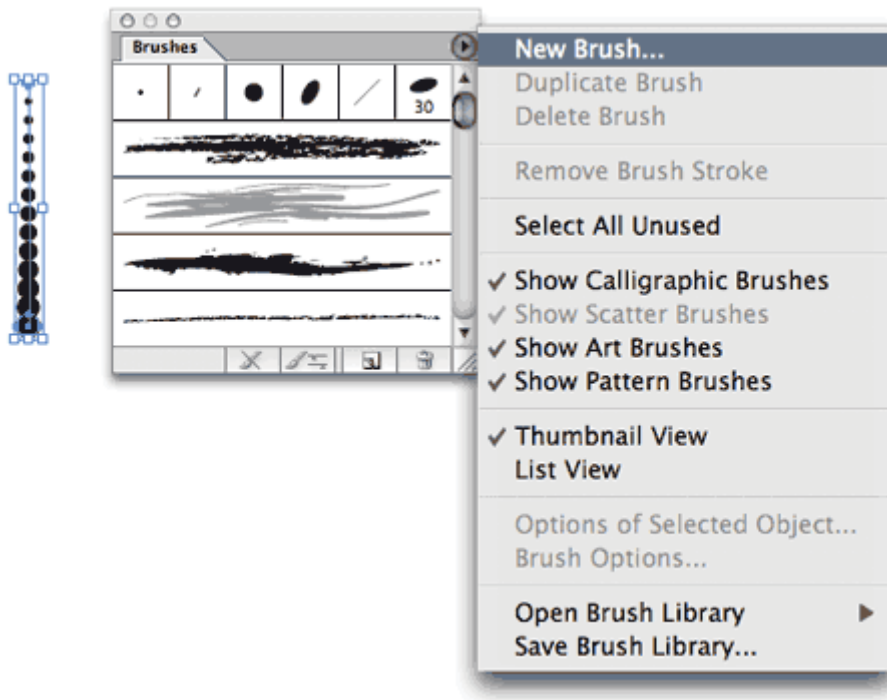 Brushes
30
New Brush...
Duplicate Brush
Delete Brush
Remove Brush Stroke
Select All Unused
Show Calligraphic Brushes
Show Scatter Brushes
Show Art Brushes
Show Pattern Brushes
Thumbnail View
List View
Options of Selected Object...
Brush Options...
Open Brush Library
Save Brush Library...